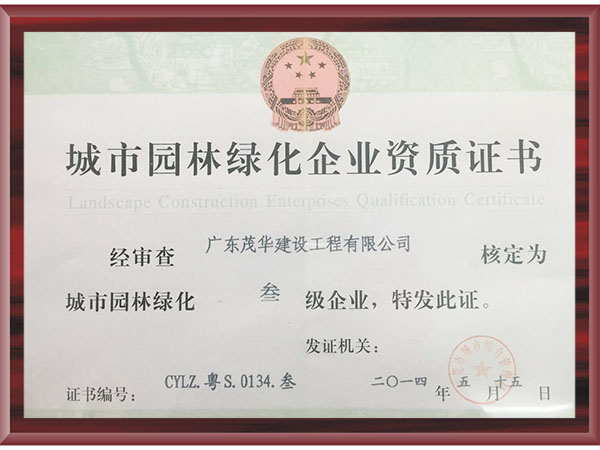 城市园林绿化企业资质证书
Landscape Construction Enterprises Qualification Certificate
经审查 广东茂华建设工程有限公司 核定为
城市园林绿化 叁 级企业，特发此证。
发证机关：
证书编号： CYLZ.粤S.0134.叁 二〇一四 年 五 月 十五 日